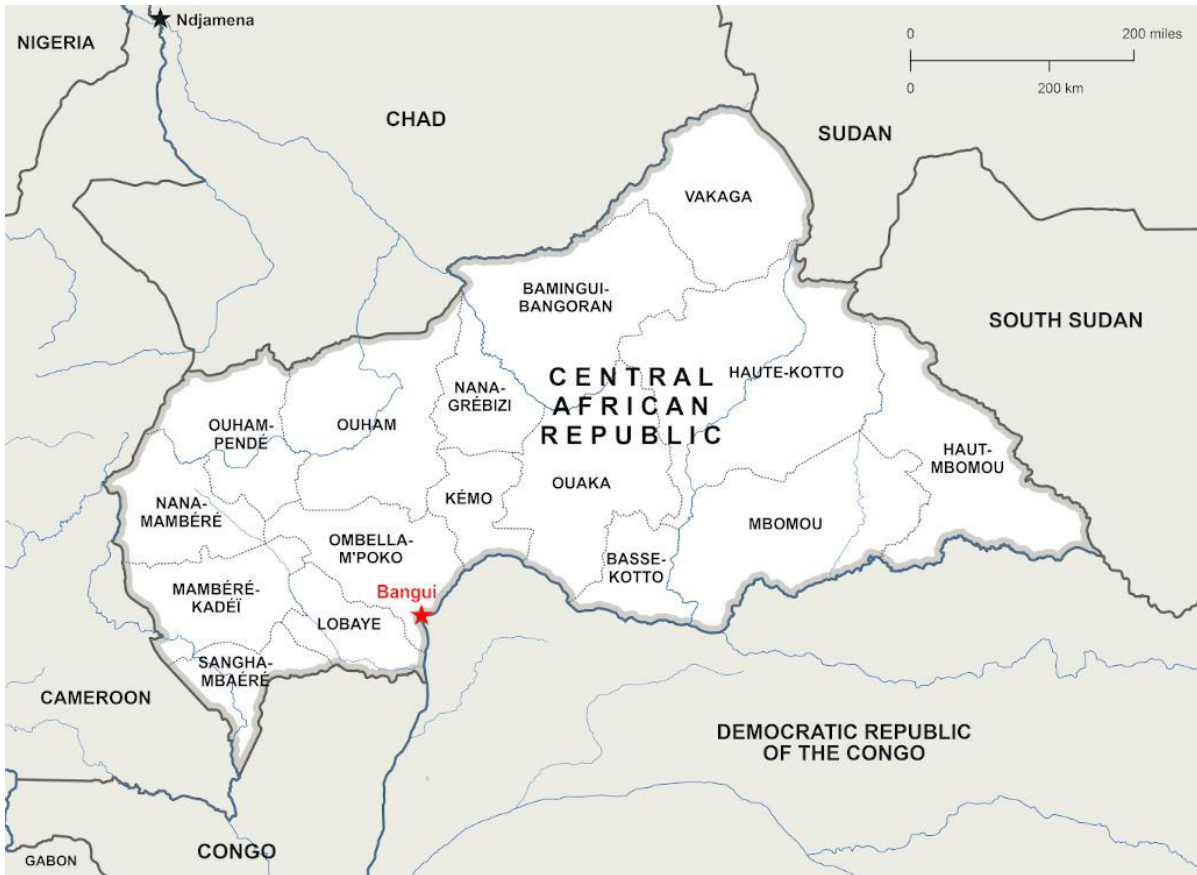 Ndjamena
NIGERIA
0
200 miles
0
200 km
CHAD
SUDAN
VAKAGA
BAMINGUI-
BANGORAN
SOUTH SUDAN
CENTRAL
AFRICAN
REPUBLIC
HAUTE-KOTTO
NANA-
GRÉBIZI
OUHAM-
PENDÉ
OUHAM
HAUT-
MBOMOU
OUAKA
KÉMO
NANA-
MAMBÉRÉ
MBOMOU
OMBELLA-
M'POKO
BASSE-
KOTTO
MAMBÉRÉ-
KADÉÏ
Bangui
LOBAYE
SANGHA-
MBAÉRÉ
CAMEROON
DEMOCRATIC REPUBLIC
OF THE CONGO
CONGO
GABON